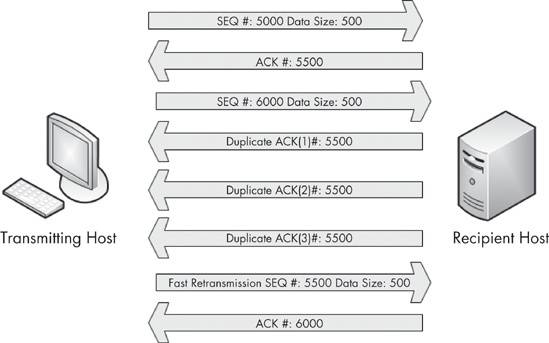 SEQ #: 5000 Data Size: 500
ACK #: 5500
SEQ #: 6000 Data Size: 500
Duplicate ACK(1)#: 5500
Duplicate ACK(2)#: 5500
Duplicate ACK(3)#: 5500
Transmitting Host
Recipient Host
Fast Retransmission SEQ #: 5500 Data Size: 500
ACK #: 6000